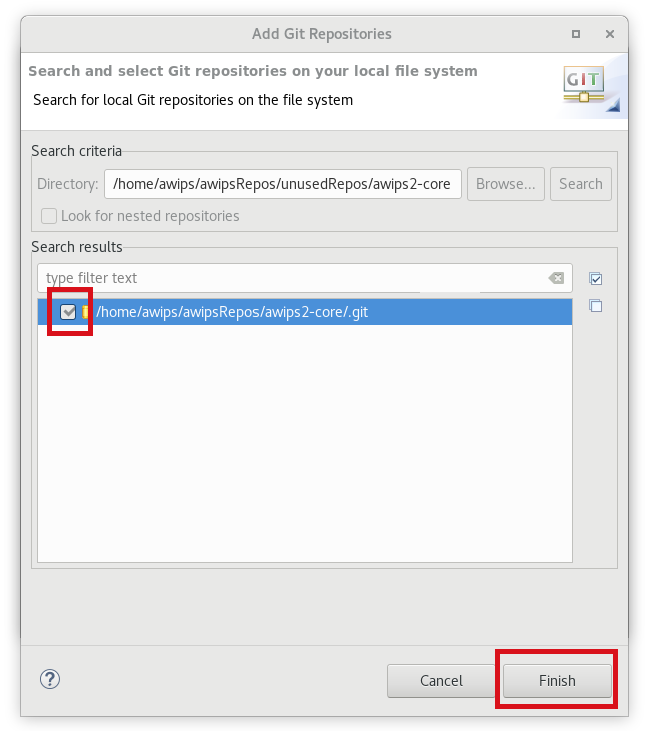 Add Git Repositories
Search and select Git repositories on your local file system
Search for local Git repositories on the file system
GIT
Search criteria
Directory: /home/awips/awipsRepos/unusedRepos/awips2-core Browse... Search
Look for nested repositories
Search results
type filter text
/home/awips/awipsRepos/awips2-core/.git
? Cancel Finish